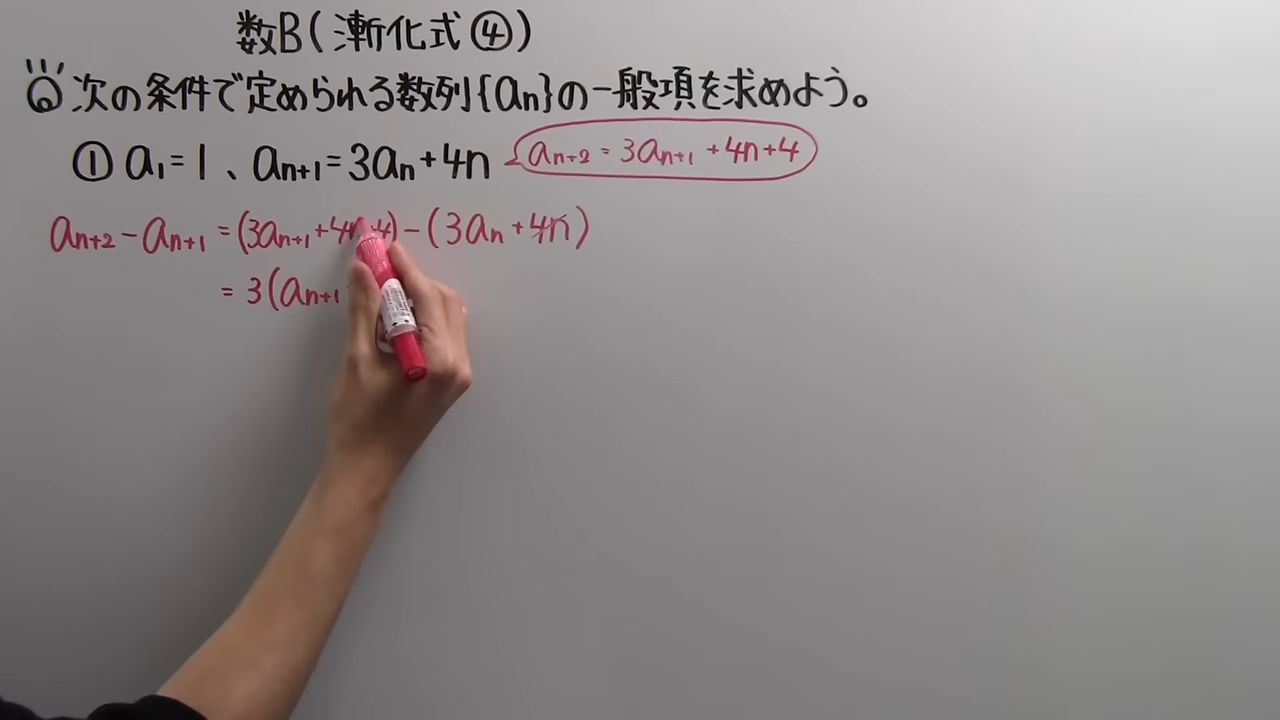 数B(漸化式④)
Q 次の条件で定められる数列{an}の一般項を求めよう。
① a1=1、an+1=3an+4n
an+2=3an+1+4n+4
an+2-an+1=(3an+1+4n+4)-(3an+4n)
=3(an+1